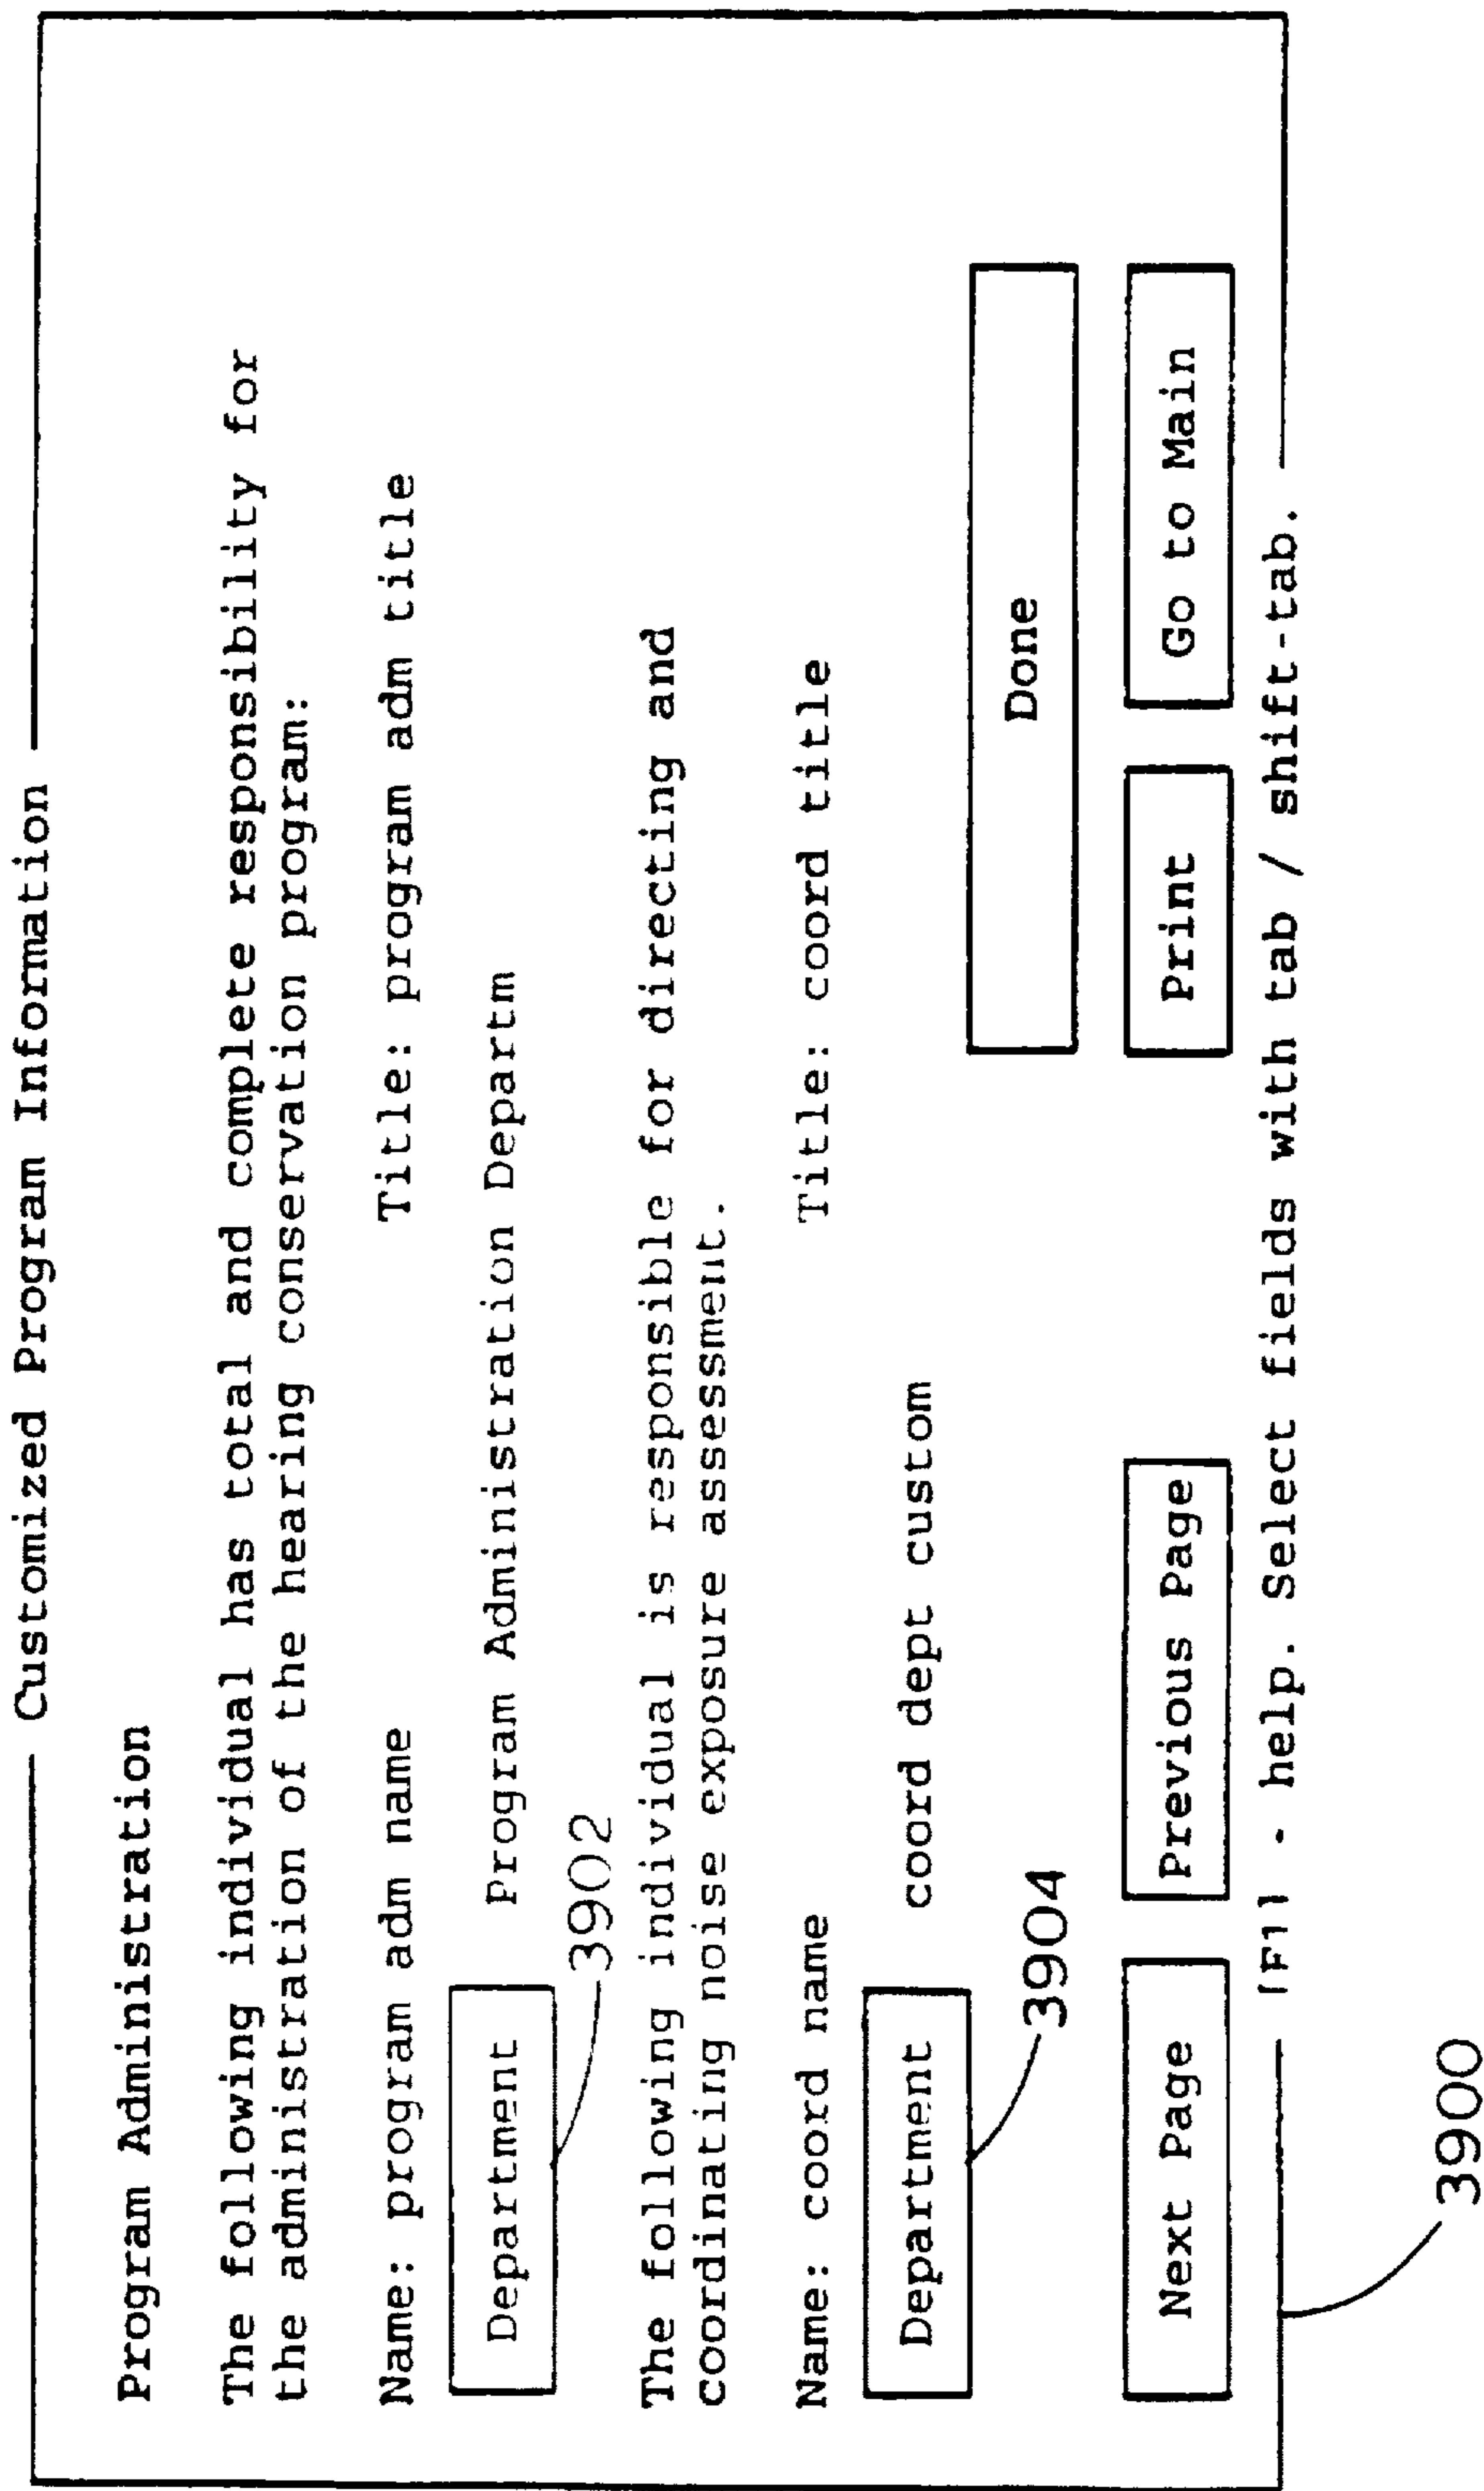 Customized Program Information
Program Administration
The following individual has total and complete responsibility for
the administration of the hearing conservation program:
Name: program adm name Title: program adm title
Department Program Administration Departm
3902
The following individual is responsible for directing and
coordinating noise exposure assessment.
Name: coord name Title: coord title
Department coord dept custom
3904
Done
Next Page Previous Page Print Go to Main
[F1] - help. Select fields with tab / shift-tab.
3900